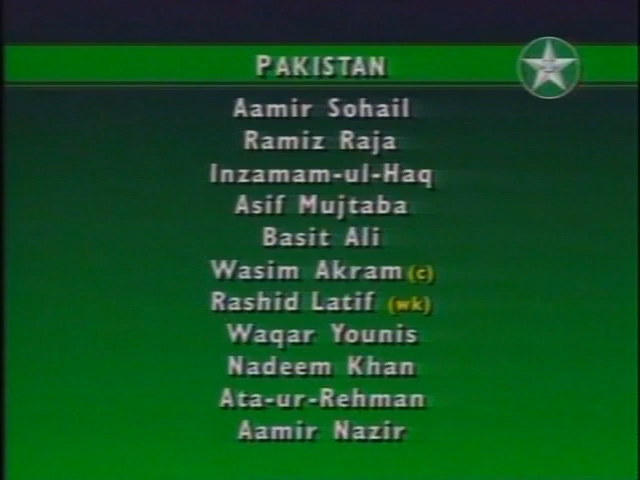 PAKISTAN
Aamir Sohail
Ramiz Raja
Inzamam-ul-Haq
Asif Mujtaba
Basit Ali
Wasim Akram (c)
Rashid Latif (wk)
Waqar Younis
Nadeem Khan
Ata-ur-Rehman
Aamir Nazir